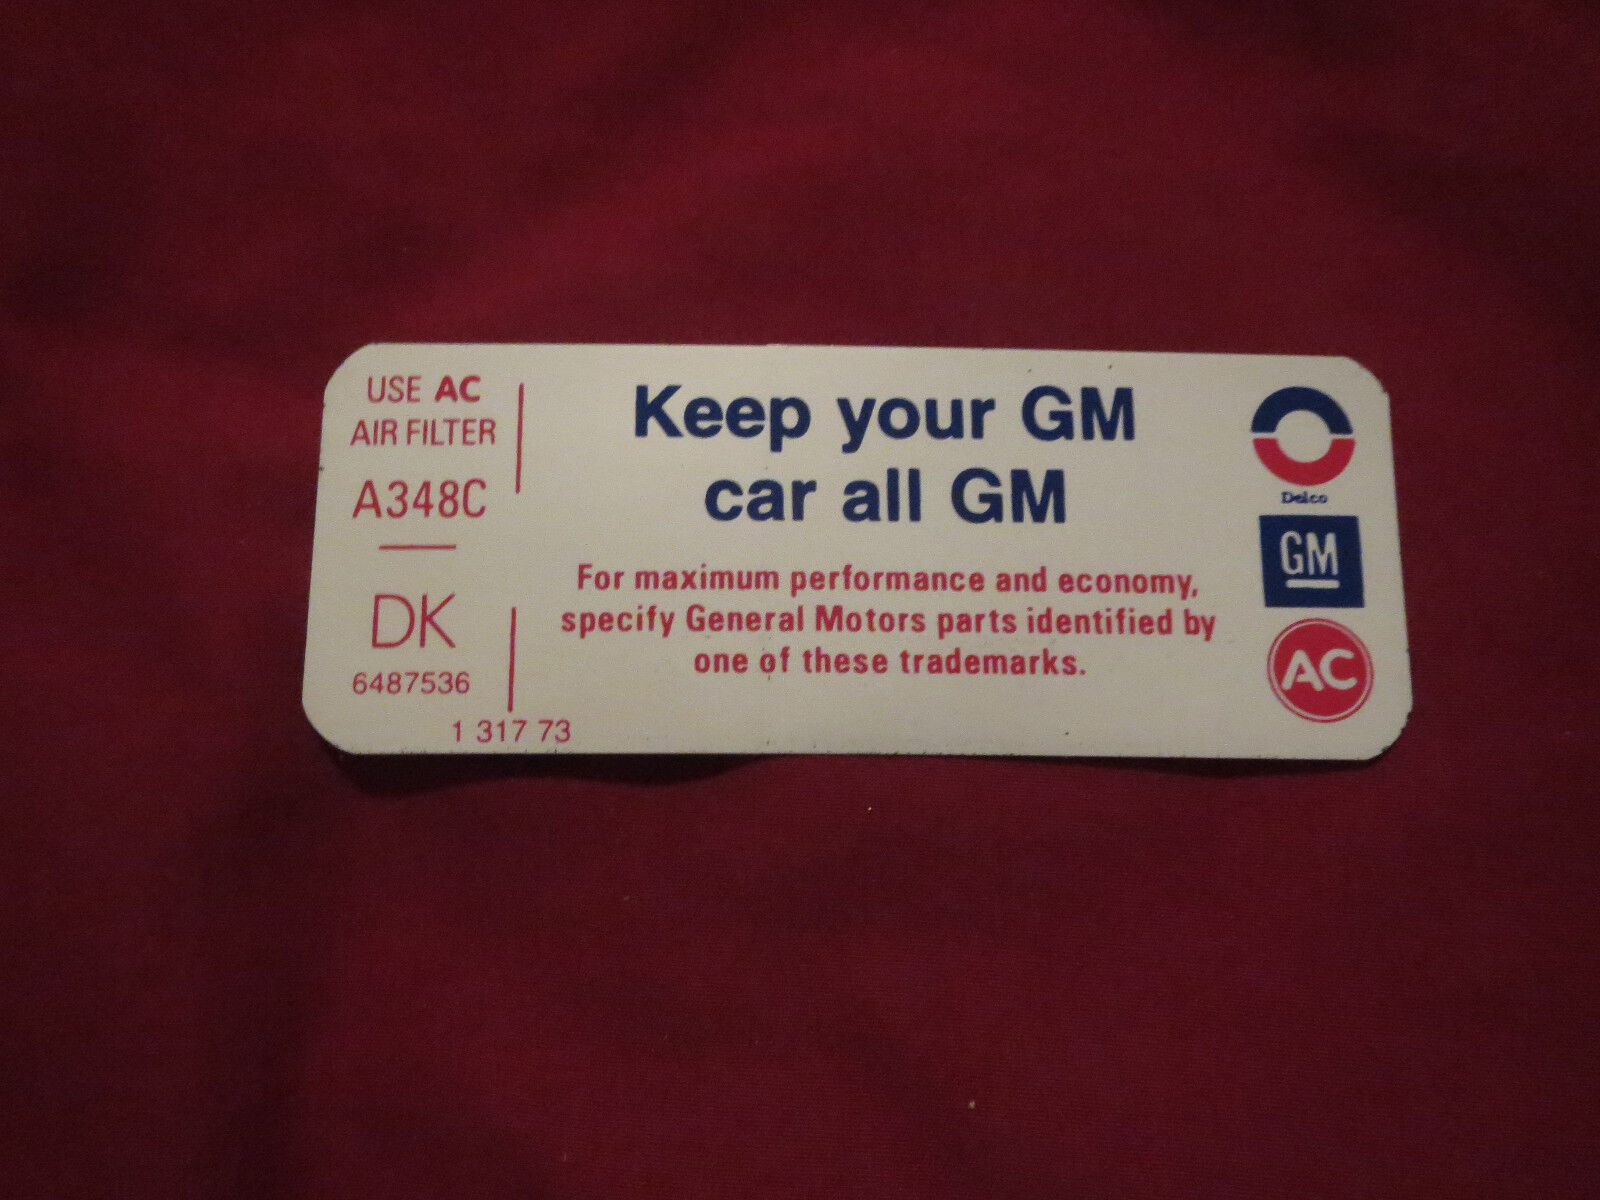 USE AC
AIR FILTER
A348C
DK
6487536
1 317 73
Keep your GM
car all GM
For maximum performance and economy,
specify General Motors parts identified by
one of these trademarks.
Delco
GM
AC